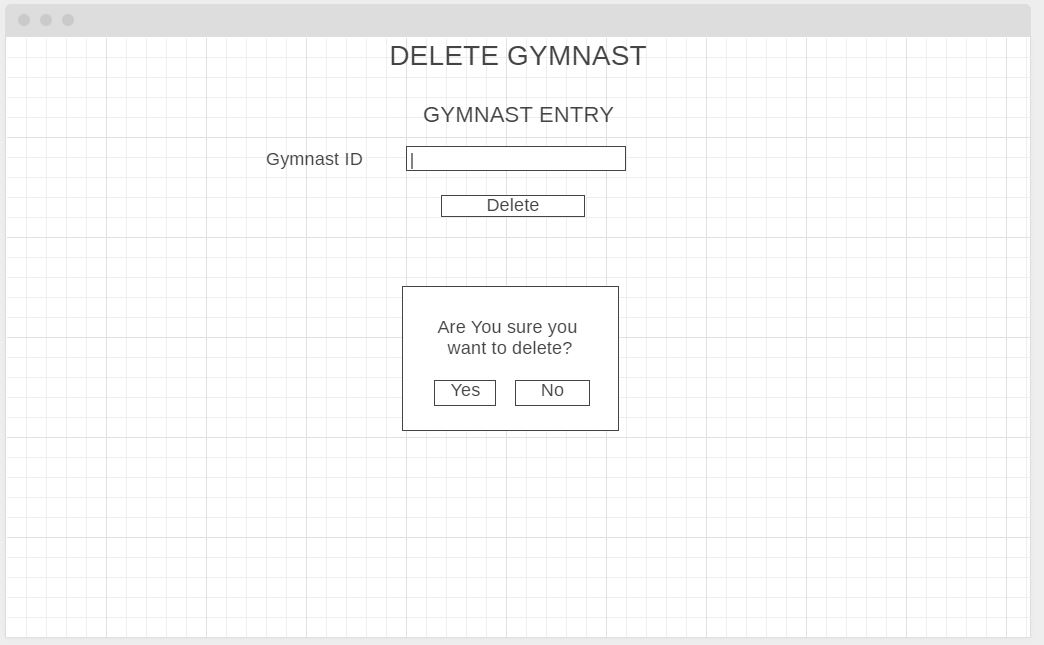 DELETE GYMNAST
GYMNAST ENTRY
Gymnast ID
Delete
Are You sure you
want to delete?
Yes No